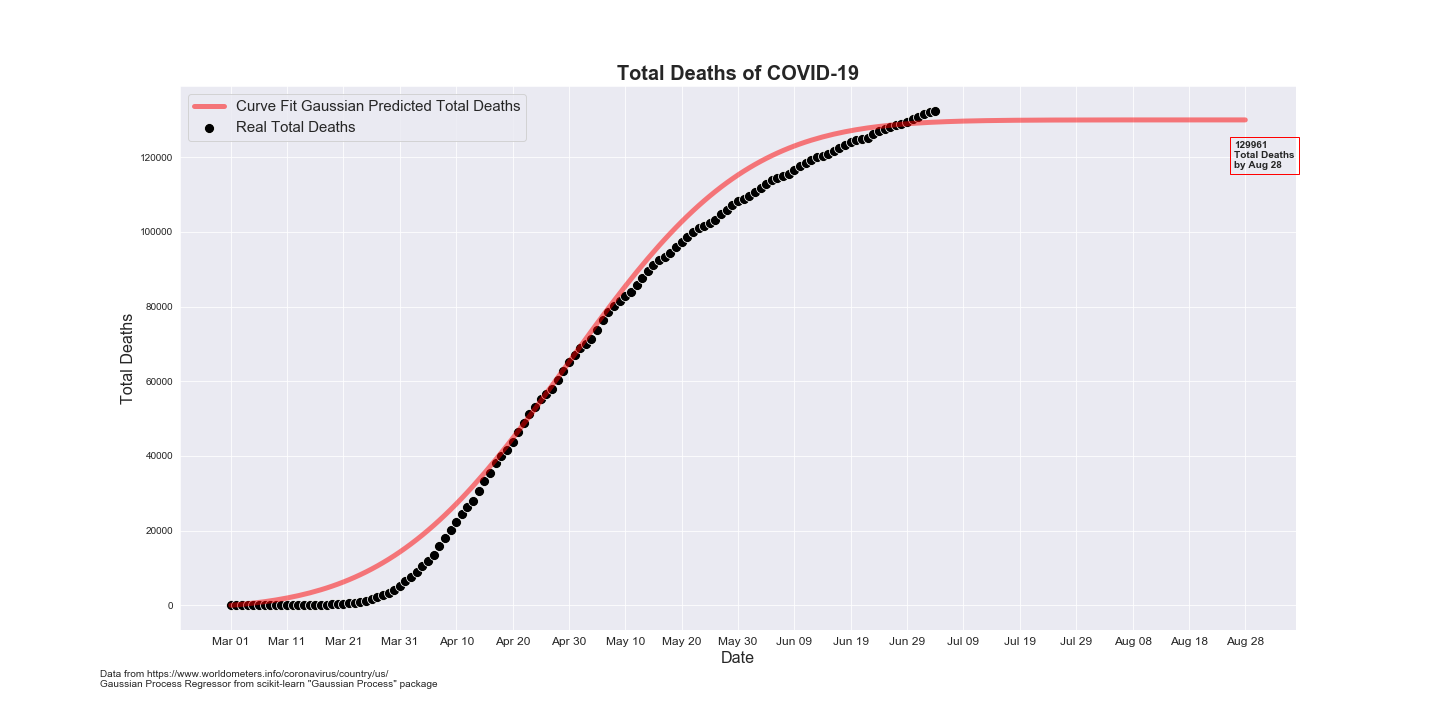 Total Deaths of COVID-19
Curve Fit Gaussian Predicted Total Deaths
Real Total Deaths
120000
100000
80000
60000
40000
20000
0
Total Deaths
129961
Total Deaths
by Aug 28
Mar 01 Mar 11 Mar 21 Mar 31 Apr 10 Apr 20 Apr 30 May 10 May 20 May 30 Jun 09 Jun 19 Jun 29 Jul 09 Jul 19 Jul 29 Aug 08 Aug 18 Aug 28
Date
Data from https://www.worldometers.info/coronavirus/country/us/
Gaussian Process Regressor from scikit-learn "Gaussian Process" package